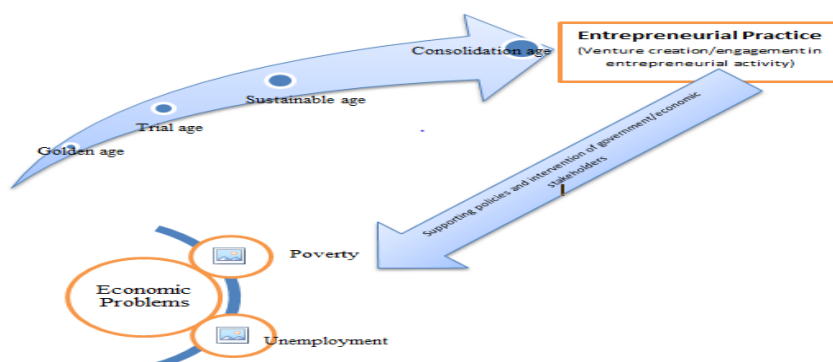 Entrepreneurial Practice
(Venture creation/engagement in
entrepreneurial activity)
Consolidation age
Sustainable age
Trial age
Golden age
Supporting policies and intervention of government/economic
stakeholders
Poverty
Economic
Problems
Unemployment